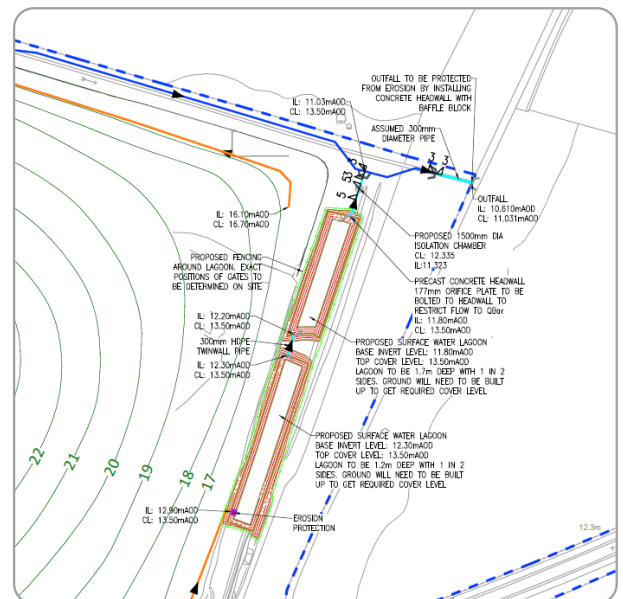 OUTFALL TO BE PROTECTED
FROM EROSION BY INSTALLING
CONCRETE HEADWALL WITH
BAFFLE BLOCK
IL: 11.03mAOD
CL: 13.50mAOD
ASSUMED 300mm
DIAMETER PIPE
3
3
3
53
5
OUTFALL
IL: 10.610mAOD
CL: 11.031mAOD
IL: 16.10mAOD
CL: 16.70mAOD
PROPOSED 1500mm DIA
ISOLATION CHAMBER
CL: 12.335
IL:11.323
PROPOSED FENCING
AROUND LAGOON. EXACT
POSITIONS OF GATES TO
BE DETERMINED ON SITE
PRECAST CONCRETE HEADWALL
177mm ORIFICE PLATE TO BE
BOLTED TO HEADWALL TO
RESTRICT FLOW TO QBar
IL: 11.80mAOD
CL: 13.50mAOD
IL: 12.20mAOD
CL: 13.50mAOD
300mm HDPE
TWINWALL PIPE
IL: 12.30mAOD
CL: 13.50mAOD
PROPOSED SURFACE WATER LAGOON
BASE INVERT LEVEL: 11.80mAOD
TOP COVER LEVEL: 13.50mAOD
LAGOON TO BE 1.7m DEEP WITH 1 IN 2
SIDES. GROUND WILL NEED TO BE BUILT
UP TO GET REQUIRED COVER LEVEL
PROPOSED SURFACE WATER LAGOON
BASE INVERT LEVEL: 12.30mAOD
TOP COVER LEVEL: 13.50mAOD
LAGOON TO BE 1.2m DEEP WITH 1 IN 2
SIDES. GROUND WILL NEED TO BE BUILT
UP TO GET REQUIRED COVER LEVEL
22
21
20
19
18
17
IL: 12.90mAOD
CL: 13.50mAOD
EROSION
PROTECTION
12.3m